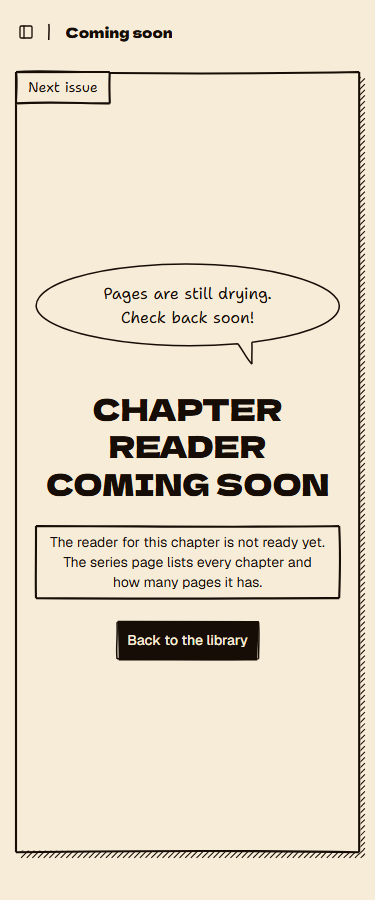 Coming soon
Next issue
Pages are still drying.
Check back soon!
CHAPTER
READER
COMING SOON
The reader for this chapter is not ready yet.
The series page lists every chapter and
how many pages it has.
Back to the library